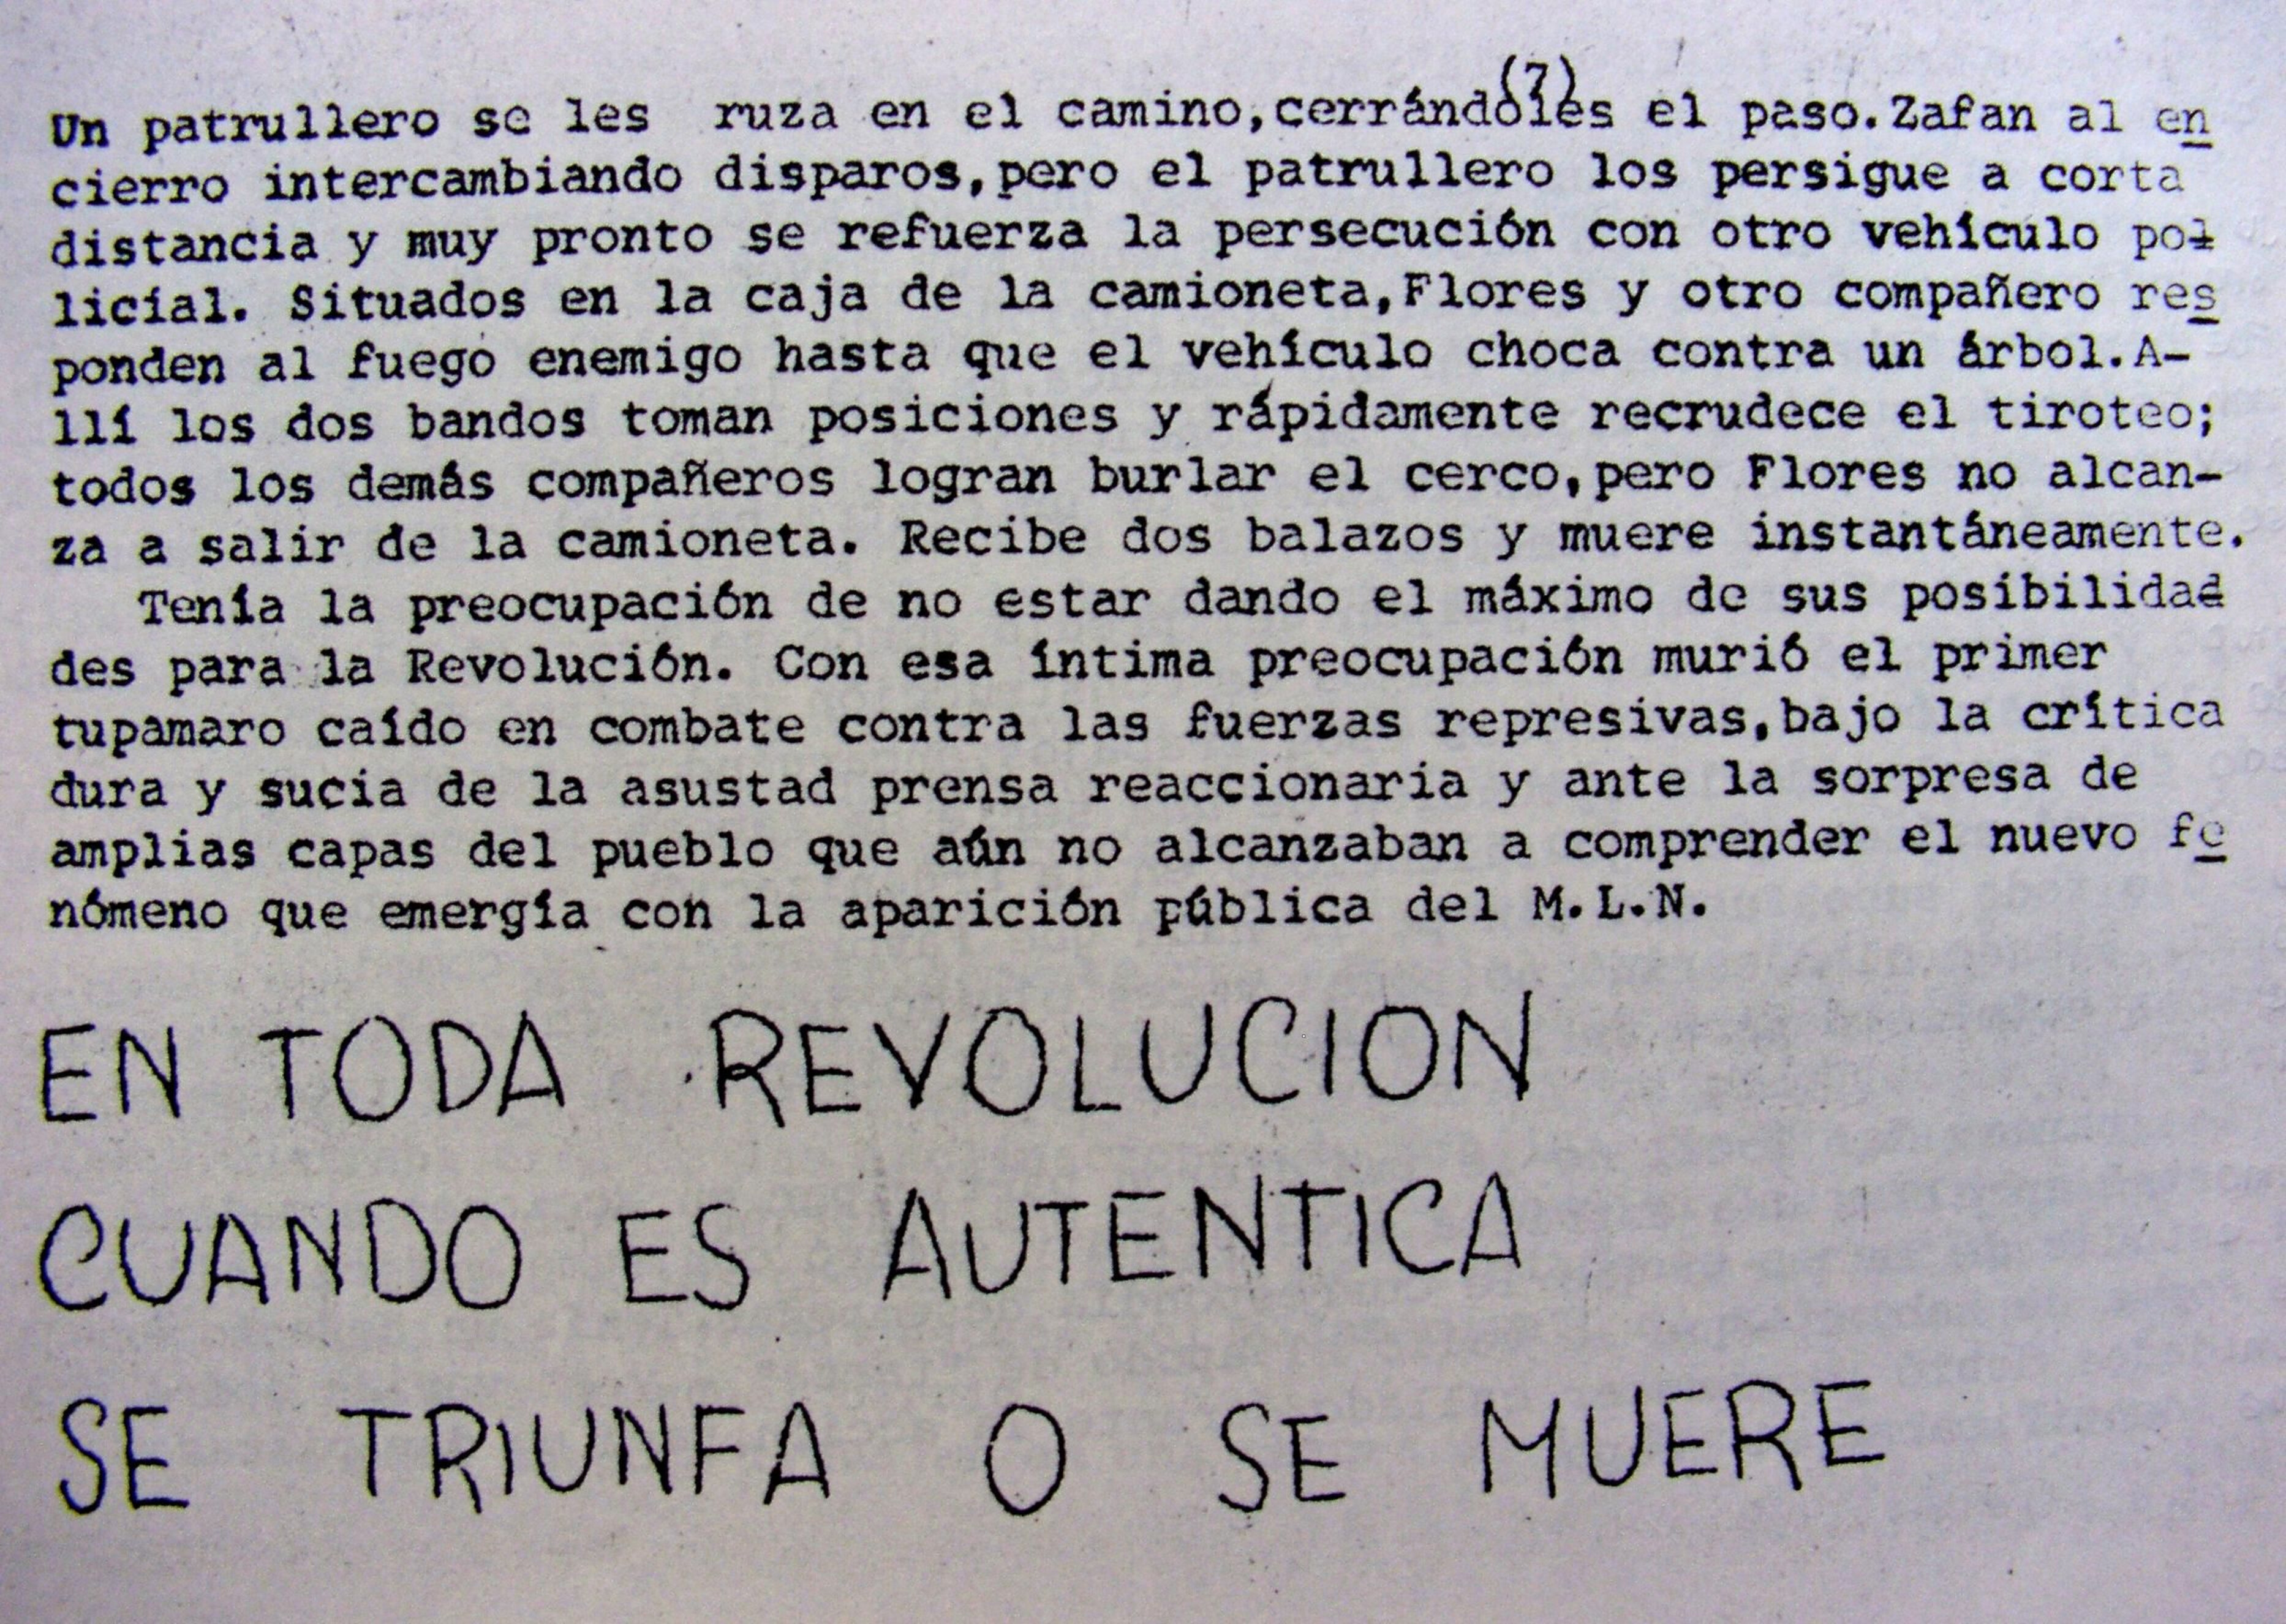 (7)
Un patrullero se les  ruza en el camino,cerrándoles el paso.Zafan al en
cierro intercambiando disparos,pero el patrullero los persigue a corta
distancia y muy pronto se refuerza la persecución con otro vehículo pol
licial. Situados en la caja de la camioneta,Flores y otro compañero res
ponden al fuego enemigo hasta que el vehículo choca contra un árbol.A-
llí los dos bandos toman posiciones y rápidamente recrudece el tiroteo;
todos los demás compañeros logran burlar el cerco,pero Flores no alcan-
za a salir de la camioneta. Recibe dos balazos y muere instantáneamente.
Tenía la preocupación de no estar dando el máximo de sus posibilidad
des para la Revolución. Con esa íntima preocupación murió el primer
tupamaro caído en combate contra las fuerzas represivas,bajo la crítica
dura y sucia de la asustad prensa reaccionaria y ante la sorpresa de
amplias capas del pueblo que aún no alcanzaban a comprender el nuevo fe
nómeno que emergía con la aparición pública del M.L.N.
EN TODA REVOLUCION
CUANDO ES AUTENTICA
SE TRIUNFA O SE MUERE